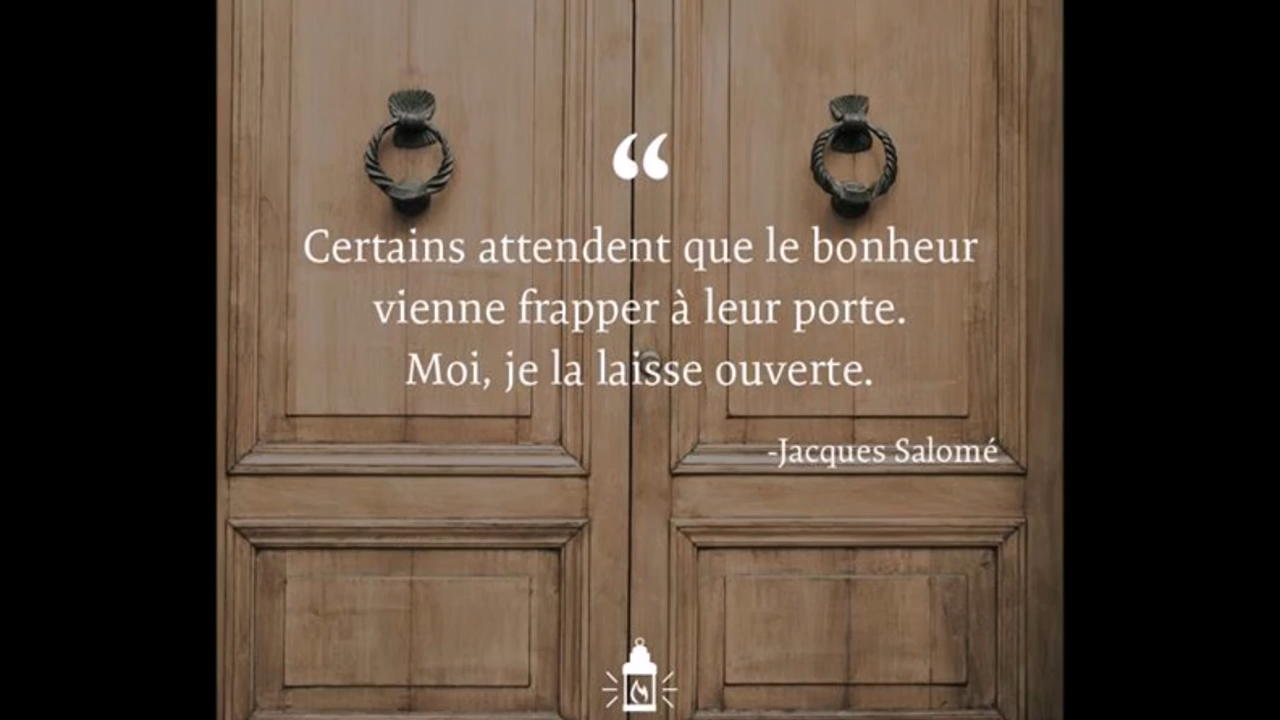 “
Certains attendent que le bonheur
vienne frapper à leur porte.
Moi, je la laisse ouverte.
-Jacques Salomé